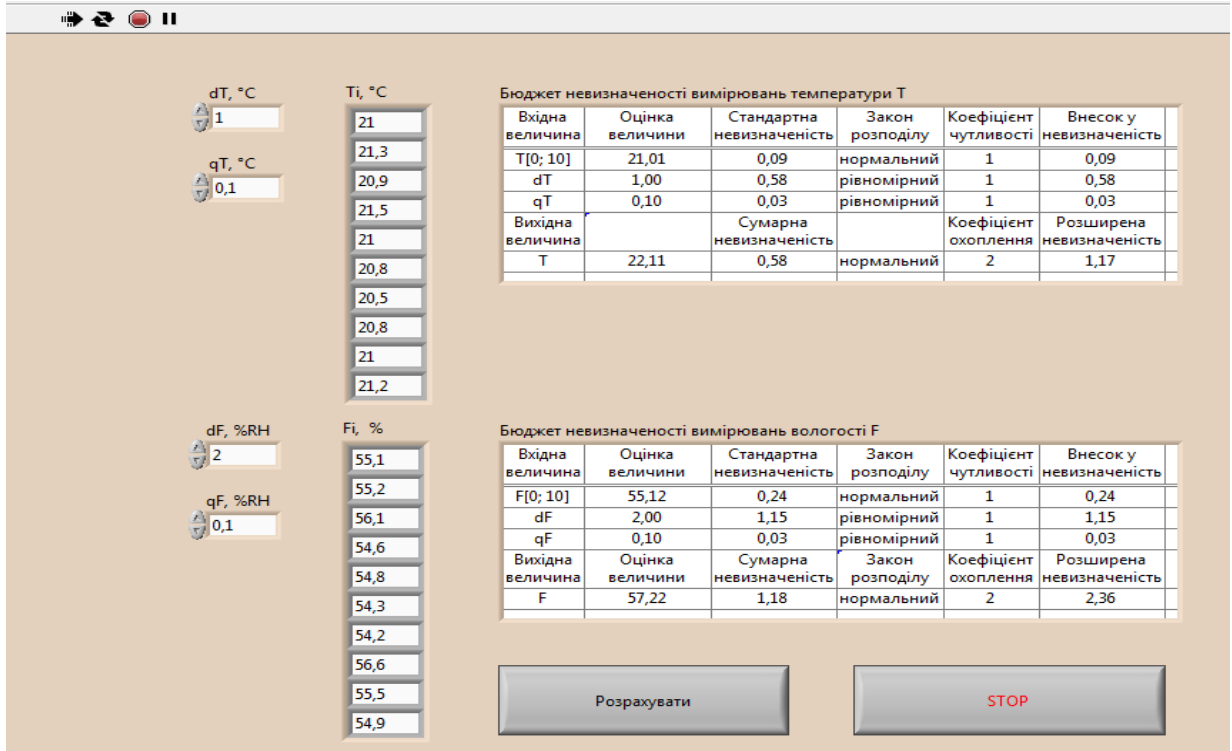 dT, °C
1
qT, °C
0,1
Ti, °C
21
21,3
20,9
21,5
21
20,8
20,5
20,8
21
21,2
Бюджет невизначеності вимірювань температури T
Вхідна величина Оцінка величини Стандартна невизначеність Закон розподілу Коефіцієнт чутливості Внесок у невизначеність
T[0; 10] 21,01 0,09 нормальний 1 0,09
dT 1,00 0,58 рівномірний 1 0,58
qT 0,10 0,03 рівномірний 1 0,03
Вихідна величина Сумарна невизначеність Коефіцієнт охоплення Розширена невизначеність
T 22,11 0,58 нормальний 2 1,17
dF, %RH
2
qF, %RH
0,1
Fi, %
55,1
55,2
56,1
54,6
54,8
54,3
54,2
56,6
55,5
54,9
Бюджет невизначеності вимірювань вологості F
Вхідна величина Оцінка величини Стандартна невизначеність Закон розподілу Коефіцієнт чутливості Внесок у невизначеність
F[0; 10] 55,12 0,24 нормальний 1 0,24
dF 2,00 1,15 рівномірний 1 1,15
qF 0,10 0,03 рівномірний 1 0,03
Вихідна величина Оцінка величини Сумарна невизначеність Закон розподілу Коефіцієнт охоплення Розширена невизначеність
F 57,22 1,18 нормальний 2 2,36
Розрахувати
STOP